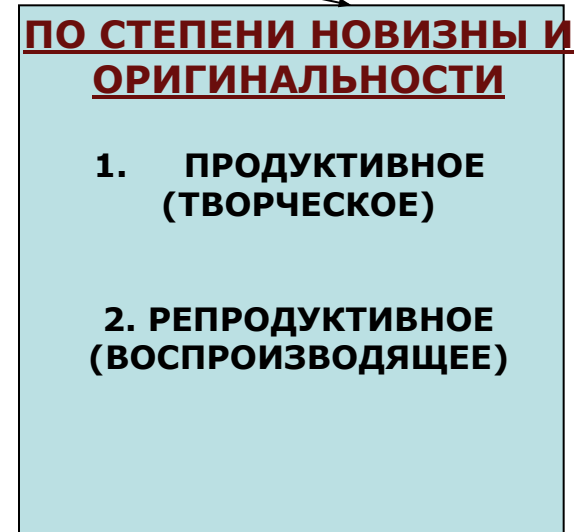 ПО СТЕПЕНИ НОВИЗНЫ И
ОРИГИНАЛЬНОСТИ
1. ПРОДУКТИВНОЕ
(ТВОРЧЕСКОЕ)
2. РЕПРОДУКТИВНОЕ
(ВОСПРОИЗВОДЯЩЕЕ)